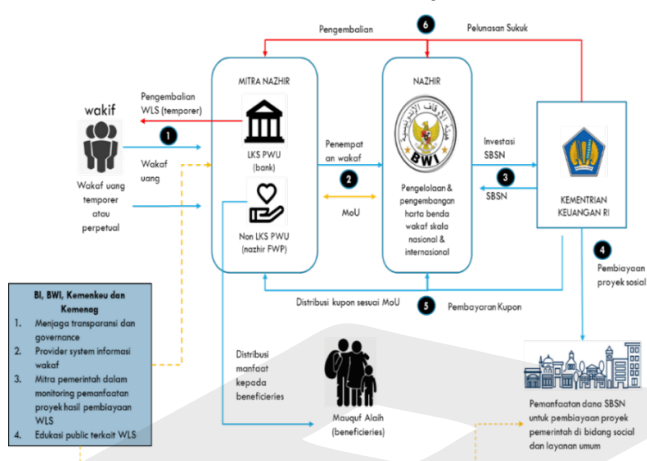 6
Pengembalian
Pelunasan Sukuk
MITRA NAZHIR
NAZHIR
Pengembalian
WLS (temporer)
wakif
1
Wakaf
uang
Wakaf uang
temporer
atau
perpetual
LKS PWU
(bank)
Non LKS PWU
(nazhir FWP)
Penempat
an wakaf
2
MoU
BWI
Pengelolaan &
pengembangan
harta benda
wakaf skala
nasional &
internasional
Investasi
SBSN
3
SBSN
KEMENTRIAN
KEUANGAN RI
4
Pembiayaan
proyek sosial
Distribusi kupon sesuai MoU
5
Pembayaran Kupon
BI, BWI, Kemenkeu dan
Kemenag
1. Menjaga transparansi dan
governance
2. Provider system informasi
wakaf
3. Mitra pemerintah dalam
monitoring pemanfaatan
proyek hasil pembiayaan
WLS
4. Edukasi public terkait WLS
Distribusi
manfaat
kepada
beneficieries
Mauquf Alaih
(beneficieries)
Pemanfaatan dana SBSN
untuk pembiayaan proyek
pemerintah di bidang social
dan layanan umum